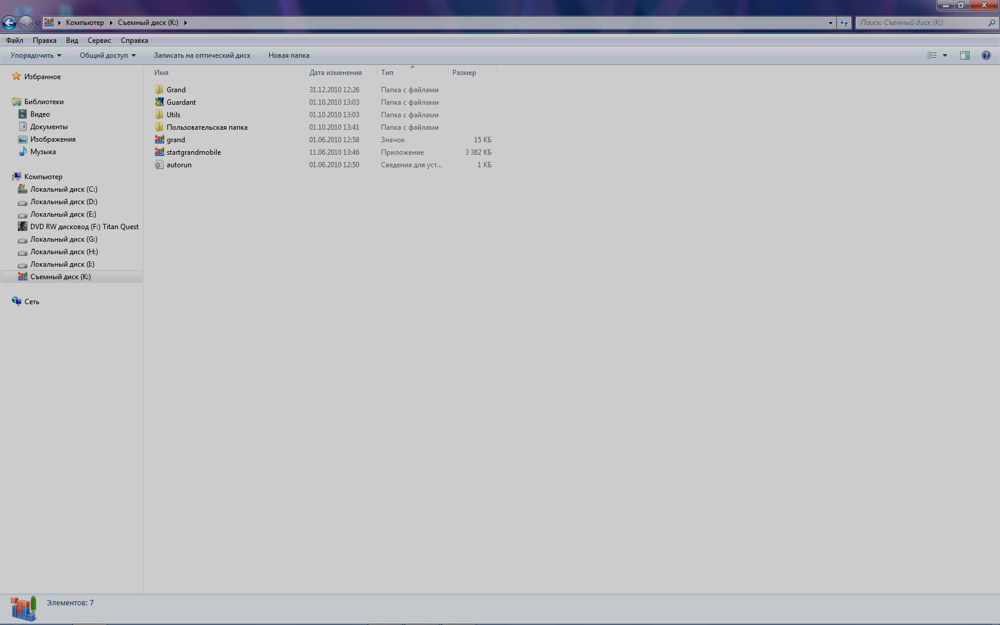 Компьютер Съемный диск (K:) Поиск: Съемный диск (K:)
Файл Правка Вид Сервис Справка
Упорядочить Общий доступ Записать на оптический диск Новая папка
Избранное
Библиотеки
Видео
Документы
Изображения
Музыка
Компьютер
Локальный диск (C:)
Локальный диск (D:)
Локальный диск (E:)
DVD RW дисковод (F:) Titan Quest
Локальный диск (G:)
Локальный диск (H:)
Локальный диск (I:)
Съемный диск (K:)
Сеть
Имя Дата изменения Тип Размер
Grand 31.12.2010 12:26 Папка с файлами
Guardant 01.10.2010 13:03 Папка с файлами
Utils 01.10.2010 13:03 Папка с файлами
Пользовательская папка 01.10.2010 13:41 Папка с файлами
grand 01.06.2010 12:58 Значок 15 КБ
startgrandmobile 11.06.2010 13:46 Приложение 3 382 КБ
autorun 01.06.2010 12:50 Сведения для уст... 1 КБ
Элементов: 7